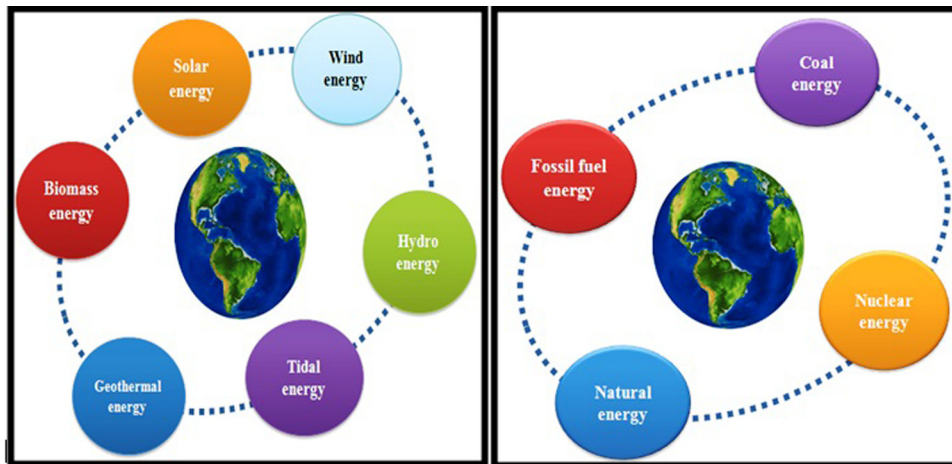 Solar
energy
Wind
energy
Biomass
energy
Hydro
energy
Geothermal
energy
Tidal
energy
Coal
energy
Fossil fuel
energy
Nuclear
energy
Natural
energy